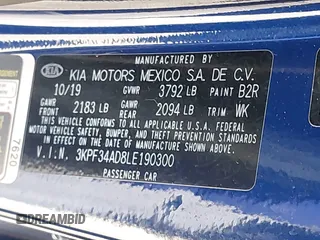 MANUFACTURED BY
KIA KIA MOTORS MEXICO S.A. DE C.V.
10/19 GVWR 3792 LB PAINT B2R
GAWR FRONT 2183 LB GAWR REAR 2094 LB TRIM WK
THIS VEHICLE CONFORMS TO ALL APPLICABLE U.S. FEDERAL
MOTOR VEHICLE SAFETY, BUMPER, AND THEFT PREVENTION
STANDARDS IN EFFECT ON THE DATE OF MANUFACTURE SHOWN ABOVE.
V.I.N. 3KPF34AD8LE190300
PASSENGER CAR
DREAMBID